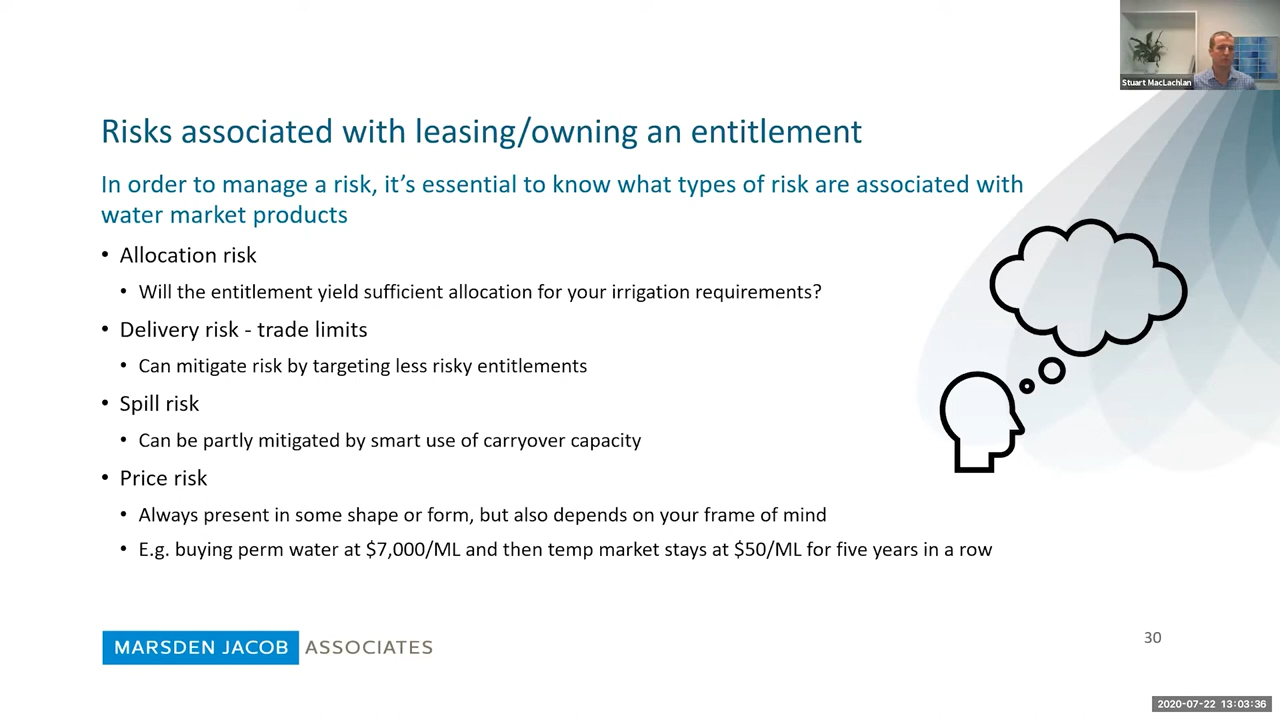 Stuart MacLachlan
Risks associated with leasing/owning an entitlement
In order to manage a risk, it’s essential to know what types of risk are associated with
water market products
• Allocation risk
• Will the entitlement yield sufficient allocation for your irrigation requirements?
• Delivery risk - trade limits
• Can mitigate risk by targeting less risky entitlements
• Spill risk
• Can be partly mitigated by smart use of carryover capacity
• Price risk
• Always present in some shape or form, but also depends on your frame of mind
• E.g. buying perm water at $7,000/ML and then temp market stays at $50/ML for five years in a row
MARSDEN JACOB ASSOCIATES
30
2020-07-22 13:03:36